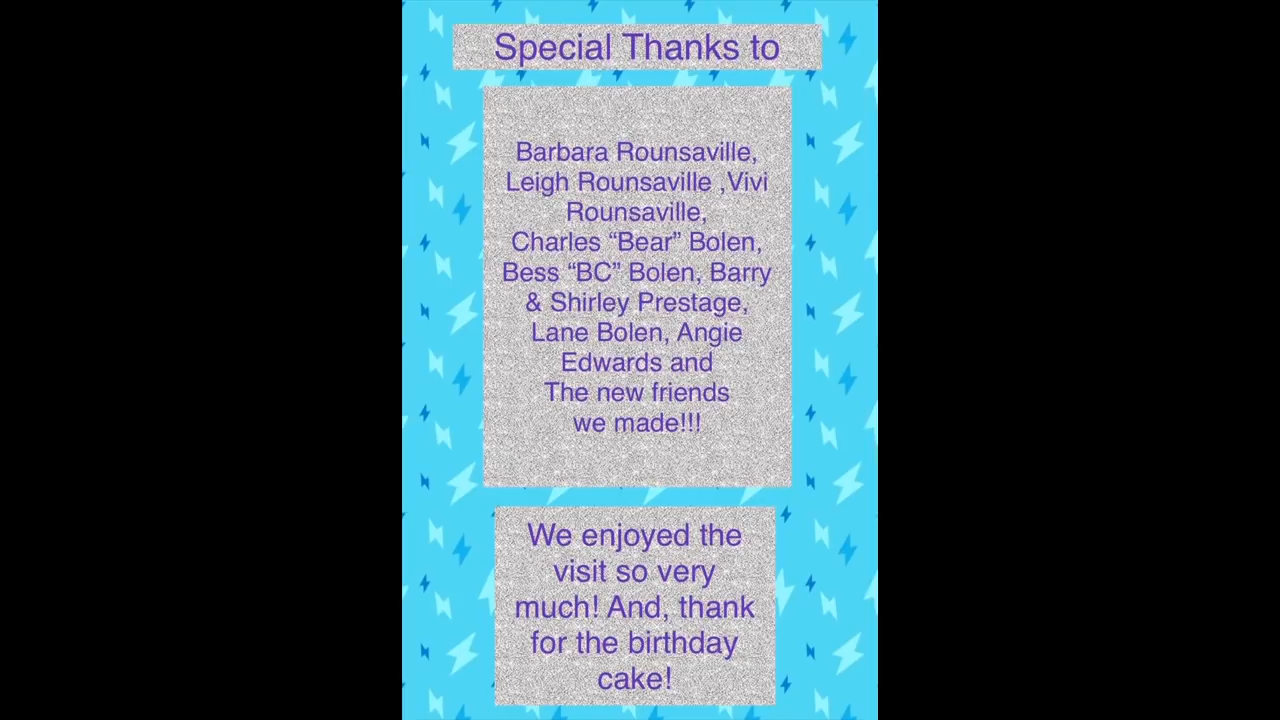 Special Thanks to
Barbara Rounsaville,
Leigh Rounsaville ,Vivi
Rounsaville,
Charles “Bear” Bolen,
Bess “BC” Bolen, Barry
& Shirley Prestage,
Lane Bolen, Angie
Edwards and
The new friends
we made!!!
We enjoyed the
visit so very
much! And, thank
for the birthday
cake!